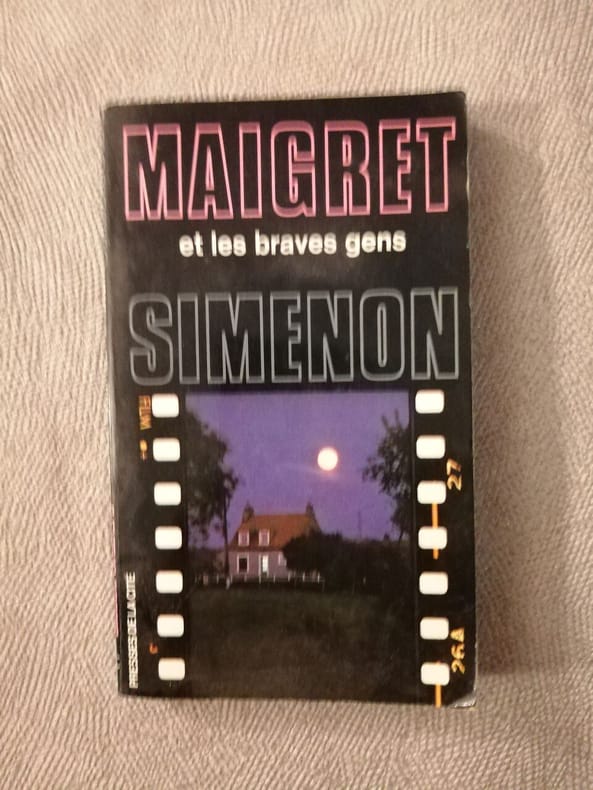 MAIGRET
et les braves gens
SIMENON
FILM
27
26A
PRESSES DE LA CITÉ